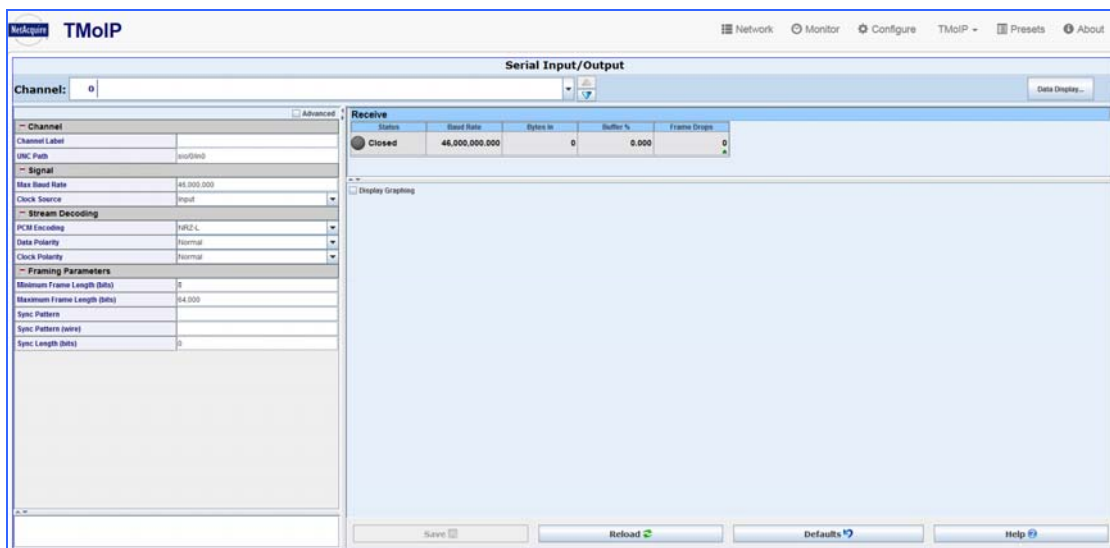 NetAcquire TMoIP Network Monitor Configure TMoIP Presets About
Serial Input/Output
Channel: 0 Data Display...
Advanced
Receive
Channel
Status Baud Rate Bytes In Buffer % Frame Drops
Channel Label
Closed 46,000,000.000 0 0.000 0
UNC Path sio/0/in0
Signal
Max Baud Rate 46,000,000
Display Graphing
Clock Source Input
Stream Decoding
PCM Encoding NRZ-L
Data Polarity Normal
Clock Polarity Normal
Framing Parameters
Minimum Frame Length (bits) 8
Maximum Frame Length (bits) 64,000
Sync Pattern
Sync Pattern (wire)
Sync Length (bits) 0
Save Reload Defaults Help